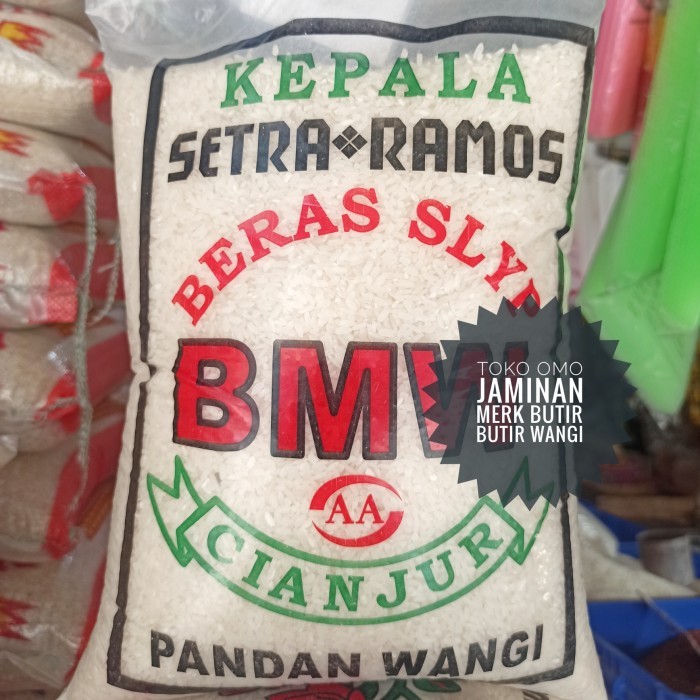 KEPALA
SETRA❖RAMOS
BERAS SLYP
BMW
AA
CIANJUR
PANDAN WANGI
TOKO OMO
JAMINAN
MERK BUTIR
BUTIR WANGI